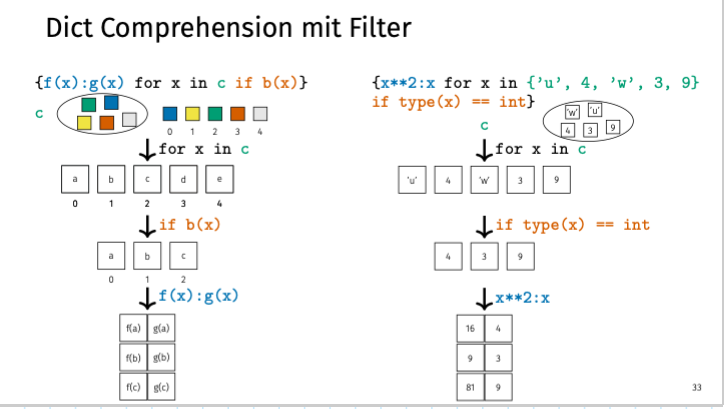 Dict Comprehension mit Filter
{f(x):g(x) for x in c if b(x)}
c
0 1 2 3 4
for x in c
a b c d e
0 1 2 3 4
if b(x)
a b c
0 1 2
f(x):g(x)
f(a) g(a)
f(b) g(b)
f(c) g(c)
{x**2:x for x in {'u', 4, 'w', 3, 9}
if type(x) == int}
c
'w' 'u'
4 3 9
for x in c
'u' 4 'w' 3 9
if type(x) == int
4 3 9
x**2:x
16 4
9 3
81 9
33